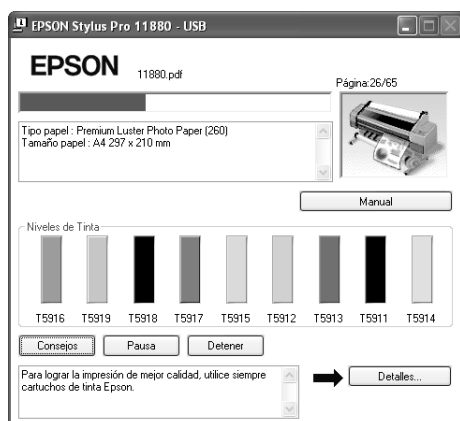 EPSON Stylus Pro 11880 - USB
EPSON
11880.pdf
Página:26/65
Tipo papel : Premium Luster Photo Paper (260)
Tamaño papel : A4 297 x 210 mm
Manual
Niveles de Tinta
T5916 T5919 T5918 T5917 T5915 T5912 T5913 T5911 T5914
Consejos Pausa Detener
Para lograr la impresión de mejor calidad, utilice siempre
cartuchos de tinta Epson.
Detalles...